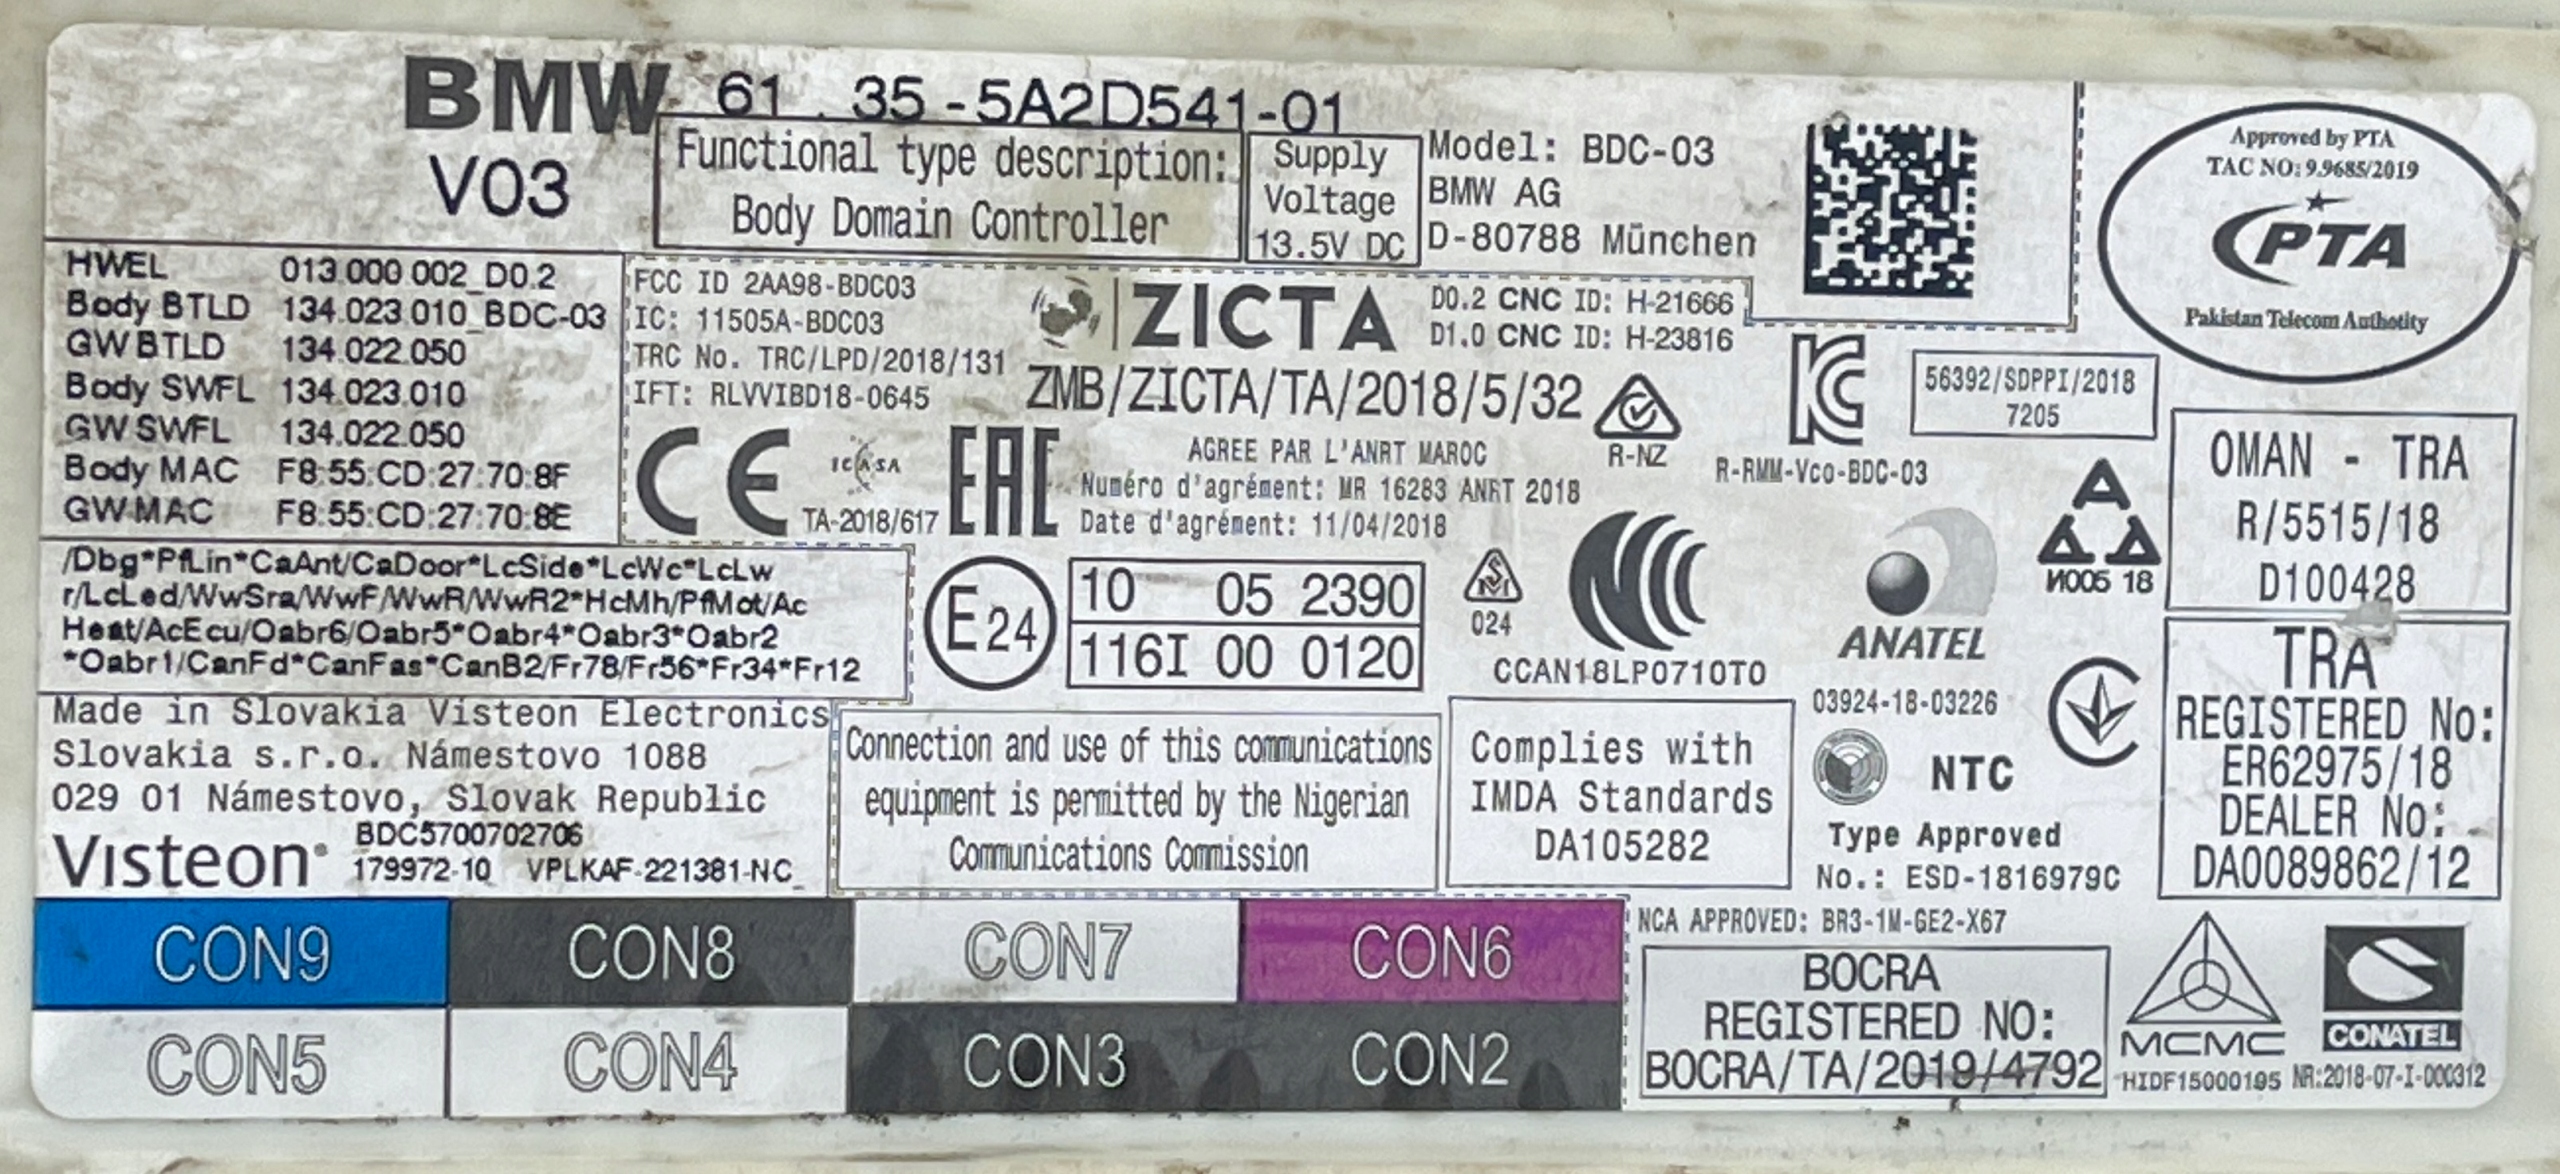 BMW 61.35-5A2D541-01
V03
Functional type description:
Body Domain Controller
Supply
Voltage
13.5V DC
Model: BDC-03
BMW AG
D-80788 München
Approved by PTA
TAC NO: 9.9685/2019
PTA
Pakistan Telecom Authotity
HWEL 013.000.002_D0.2
Body BTLD 134.023.010_BDC-03
GW BTLD 134.022.050
Body SWFL 134.023.010
GW SWFL 134.022.050
Body MAC F8:55:CD:27:70:8F
GW MAC F8:55:CD:27:70:8E
FCC ID 2AA98-BDC03
IC: 11505A-BDC03
TRC No. TRC/LPD/2018/131
IFT: RLVVIBD18-0645
ZICTA
ZMB/ZICTA/TA/2018/5/32
D0.2 CNC ID: H-21666
D1.0 CNC ID: H-23816
R-NZ
R-RMM-Vco-BDC-03
56392/SDPPI/2018
7205
CE
ICASA
TA-2018/617
EAC
AGREE PAR L'ANRT MAROC
Numéro d'agrément: MR 16283 ANRT 2018
Date d'agrément: 11/04/2018
OMAN - TRA
R/5515/18
D100428
И005 18
/Dbg*PfLin*CaAnt/CaDoor*LcSide*LcWc*LcLw
r/LcLed/WwSra/WwF/WwR/WwR2*HcMh/PfMot/Ac
Heat/AcEcu/Oabr6/Oabr5*Oabr4*Oabr3*Oabr2
*Oabr1/CanFd*CanFas*CanB2/Fr78/Fr56*Fr34*Fr12
E24
10 05 2390
116I 00 0120
024
CCAN18LP0710T0
ANATEL
03924-18-03226
TRA
REGISTERED No:
ER62975/18
DEALER No:
DA0089862/12
Made in Slovakia Visteon Electronics
Slovakia s.r.o. Námestovo 1088
029 01 Námestovo, Slovak Republic
Visteon
BDC5700702706
179972-10 VPLKAF-221381-NC
Connection and use of this communications
equipment is permitted by the Nigerian
Communications Commission
Complies with
IMDA Standards
DA105282
NTC
Type Approved
No.: ESD-1816979C
CON9 CON8 CON7 CON6
CON5 CON4 CON3 CON2
NCA APPROVED: BR3-1M-GE2-X67
BOCRA
REGISTERED NO:
BOCRA/TA/2019/4792
MCMC
HIDF15000195
CONATEL
NR:2018-07-I-000312